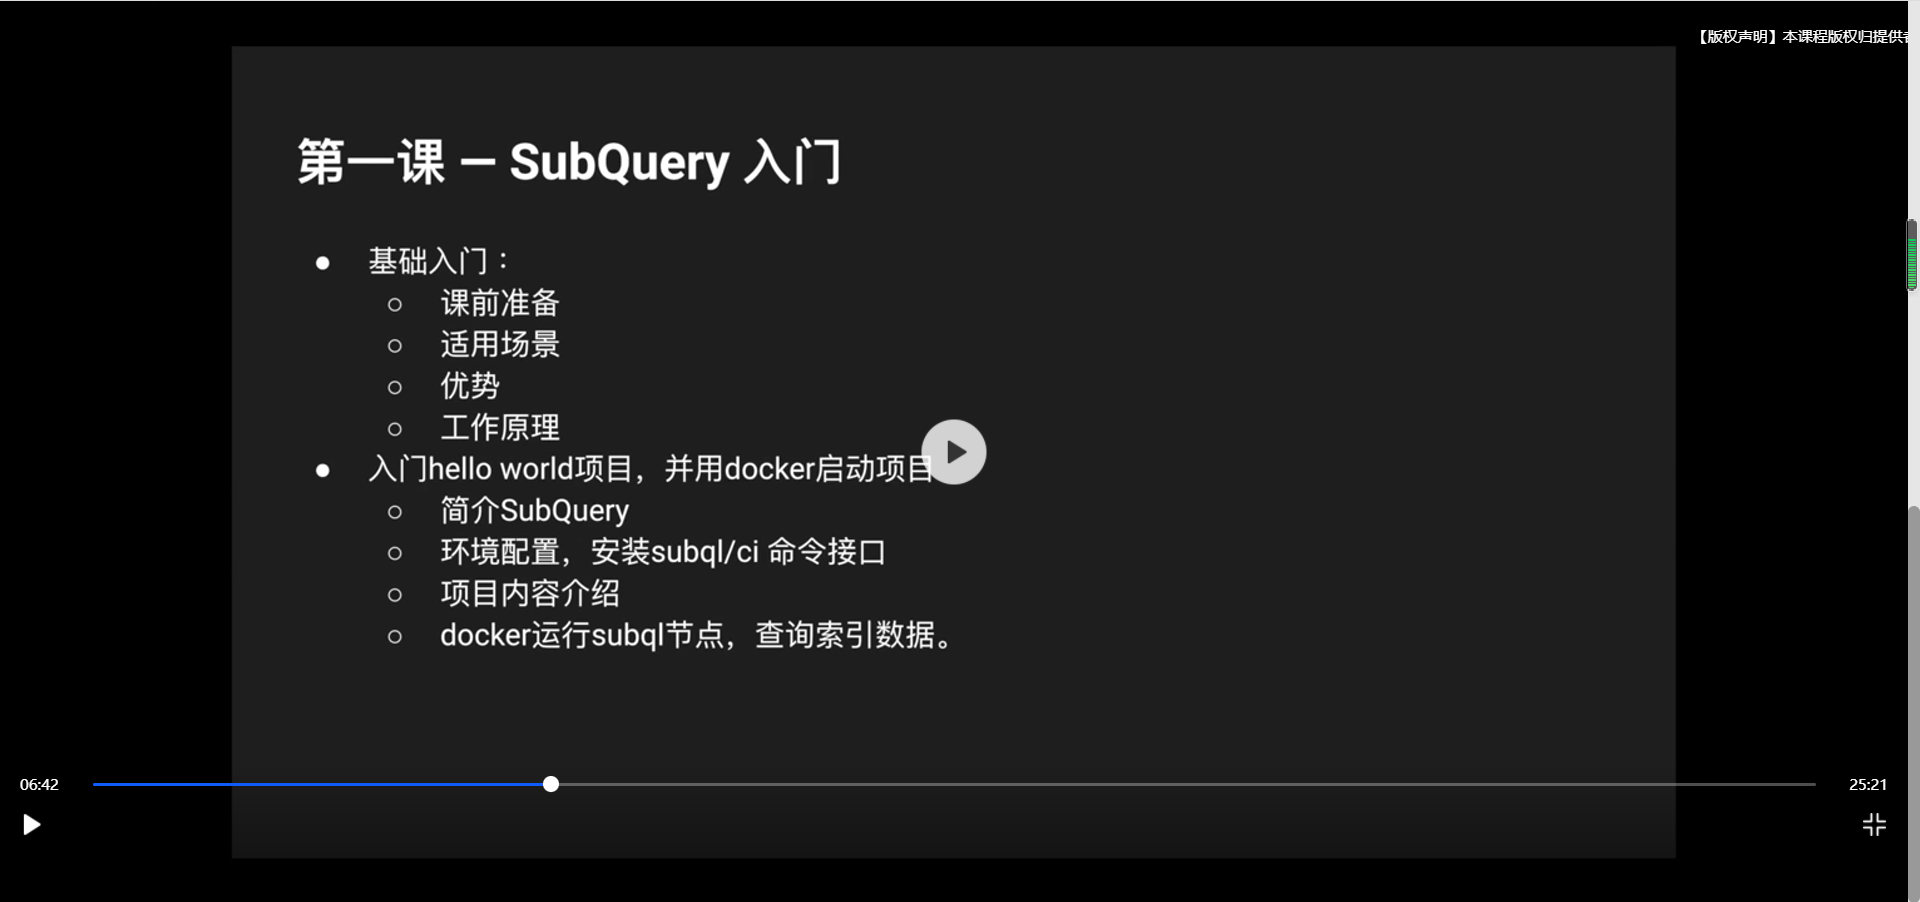 【版权声明】本课程版权归提供
第一课 — SubQuery 入门
● 基础入门：
○ 课前准备
○ 适用场景
○ 优势
○ 工作原理
● 入门hello world项目，并用docker启动项目
○ 简介SubQuery
○ 环境配置，安装subql/ci 命令接口
○ 项目内容介绍
○ docker运行subql节点，查询索引数据。
06:42
25:21